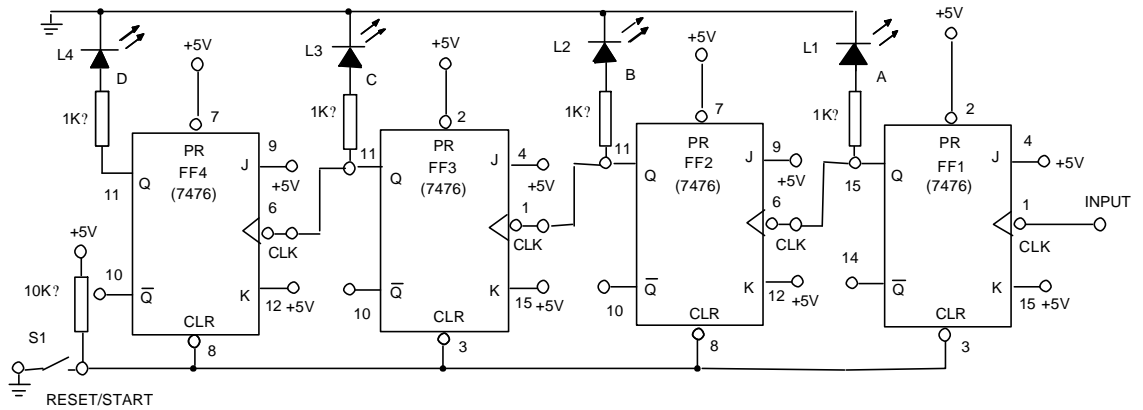 L4
D
1K?
+5V
7
PR
FF4
(7476)
J
9
+5V
11
Q
6
CLK
+5V
10K?
10
Q̅
K
12
+5V
CLR
8
S1
RESET/START
L3
C
1K?
+5V
2
PR
FF3
(7476)
J
4
+5V
11
Q
1
CLK
10
Q̅
K
15
+5V
CLR
3
L2
B
1K?
+5V
7
PR
FF2
(7476)
J
9
+5V
11
Q
6
CLK
10
Q̅
K
12
+5V
CLR
8
L1
A
1K?
+5V
2
PR
FF1
(7476)
J
4
+5V
15
Q
1
INPUT
CLK
14
Q̅
K
15
+5V
CLR
3